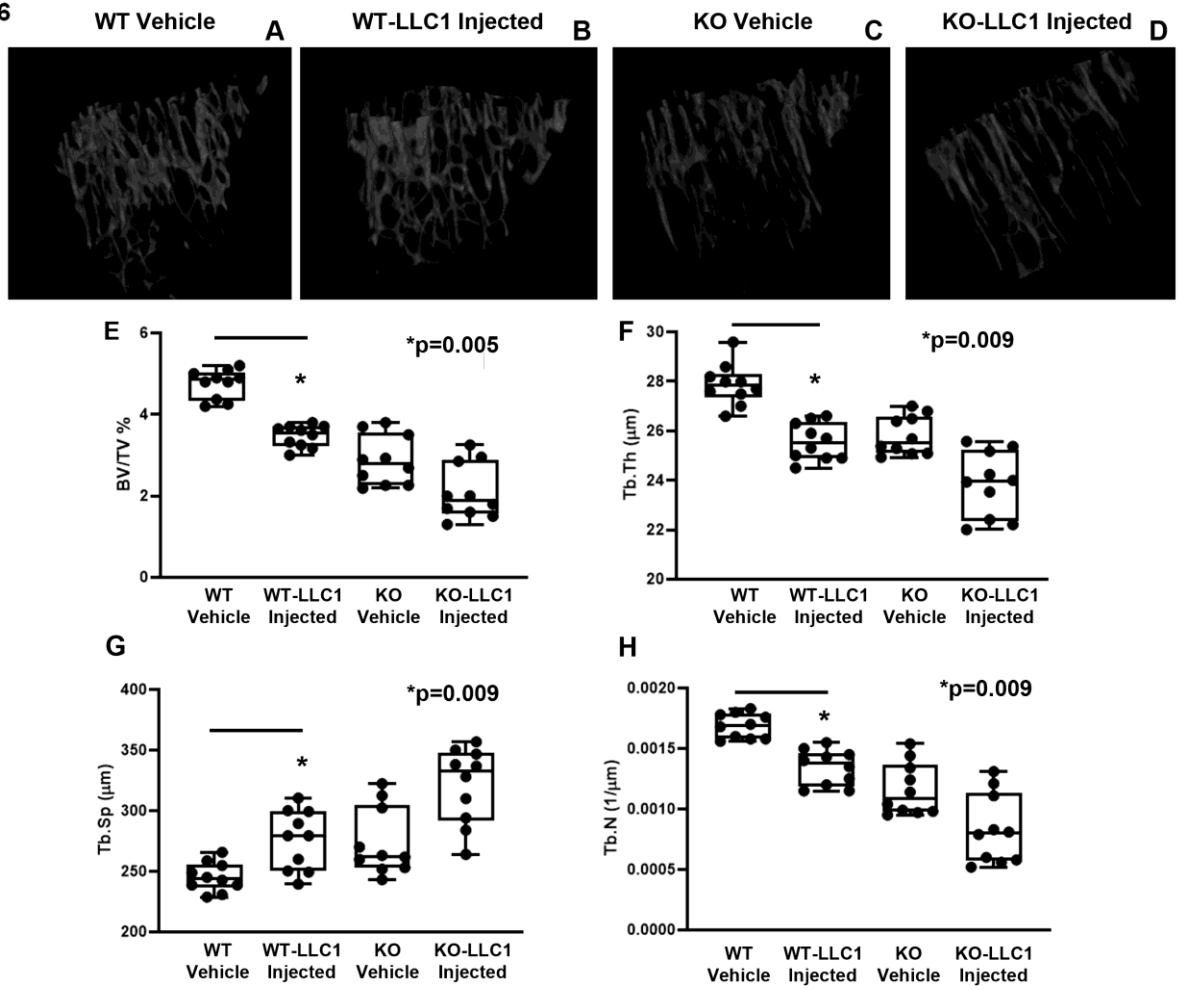 6
WT Vehicle A WT-LLC1 Injected B KO Vehicle C KO-LLC1 Injected D
E
*p=0.005
*
BV/TV %
6
4
2
0
WT Vehicle
WT-LLC1 Injected
KO Vehicle
KO-LLC1 Injected
F
*p=0.009
*
Tb.Th (μm)
30
28
26
24
22
20
WT Vehicle
WT-LLC1 Injected
KO Vehicle
KO-LLC1 Injected
G
*p=0.009
*
Tb.Sp (μm)
400
350
300
250
200
WT Vehicle
WT-LLC1 Injected
KO Vehicle
KO-LLC1 Injected
H
*p=0.009
*
Tb.N (1/μm)
0.0020
0.0015
0.0010
0.0005
0.0000
WT Vehicle
WT-LLC1 Injected
KO Vehicle
KO-LLC1 Injected